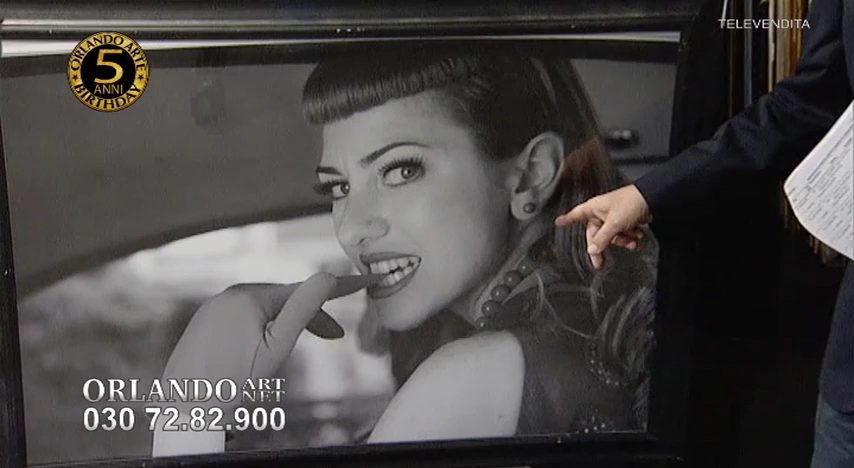 TELEVENDITA
ORLANDO ARTE
5
ANNI
BIRTHDAY
ORLANDO ART NET
030 72.82.900